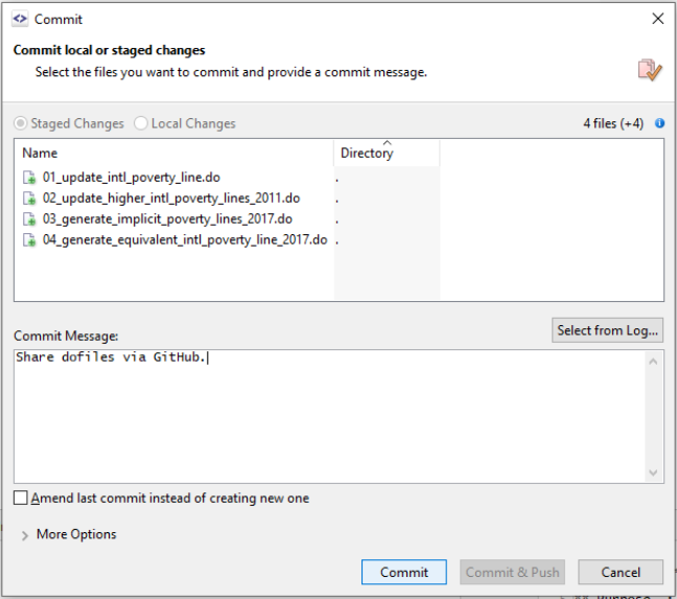 Commit
Commit local or staged changes
Select the files you want to commit and provide a commit message.
Staged Changes Local Changes 4 files (+4)
Name Directory
01_update_intl_poverty_line.do .
02_update_higher_intl_poverty_lines_2011.do .
03_generate_implicit_poverty_lines_2017.do .
04_generate_equivalent_intl_poverty_line_2017.do .
Select from Log...
Commit Message:
Share dofiles via GitHub.
Amend last commit instead of creating new one
More Options
Commit Commit & Push Cancel